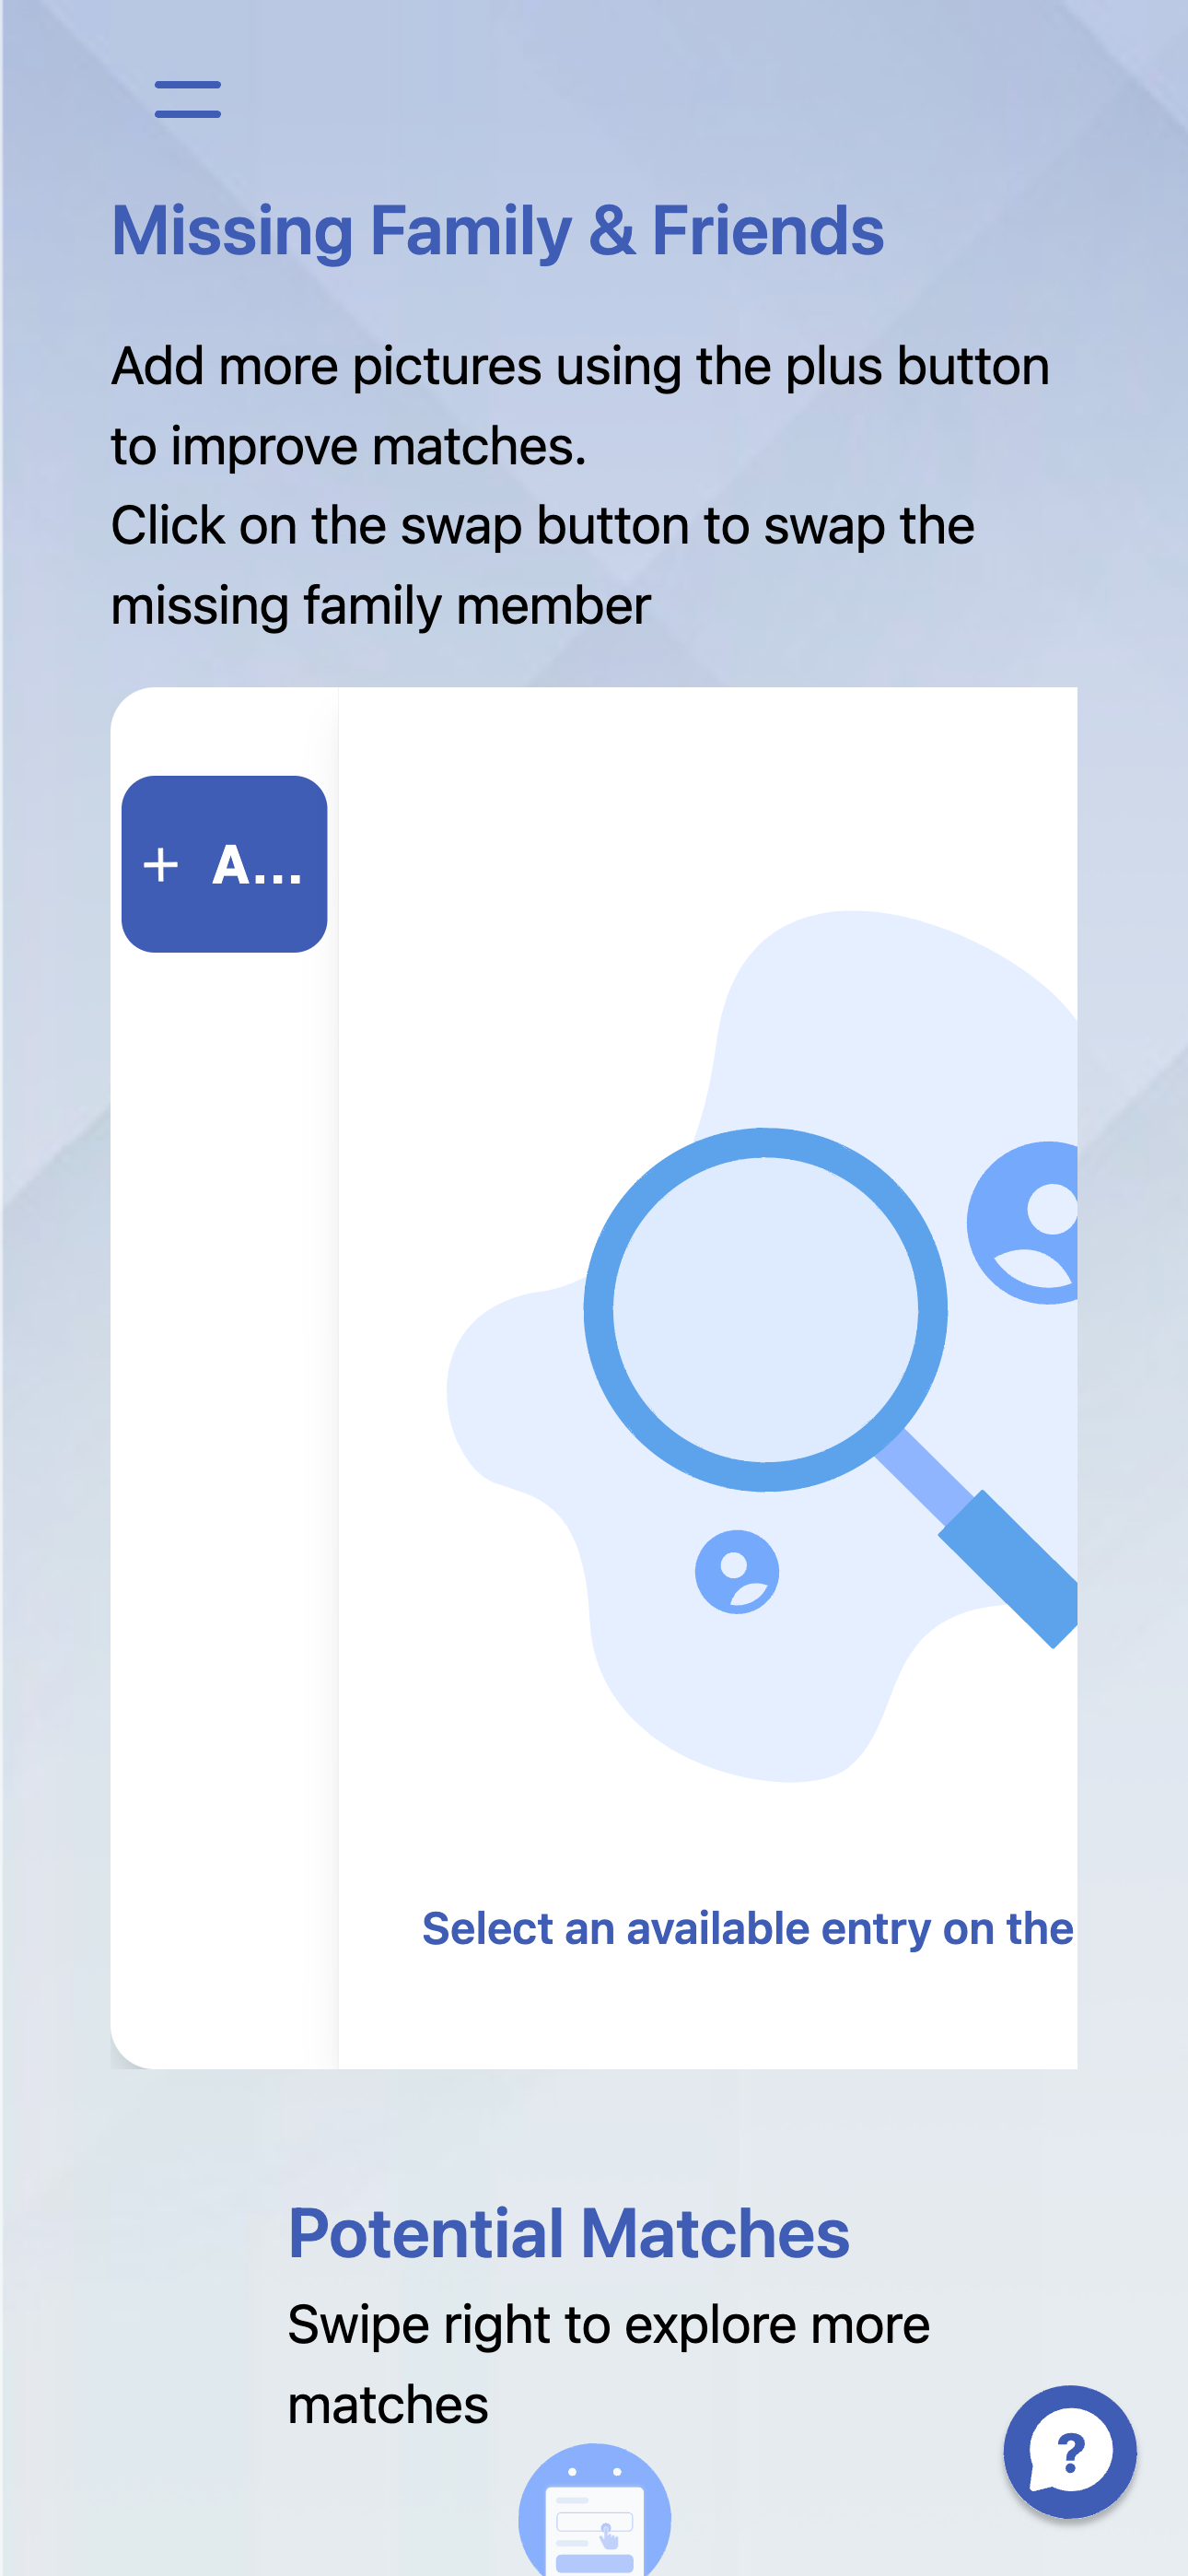 Missing Family & Friends
Add more pictures using the plus button
to improve matches.
Click on the swap button to swap the
missing family member
+ A...
Select an available entry on the
Potential Matches
Swipe right to explore more
matches
?